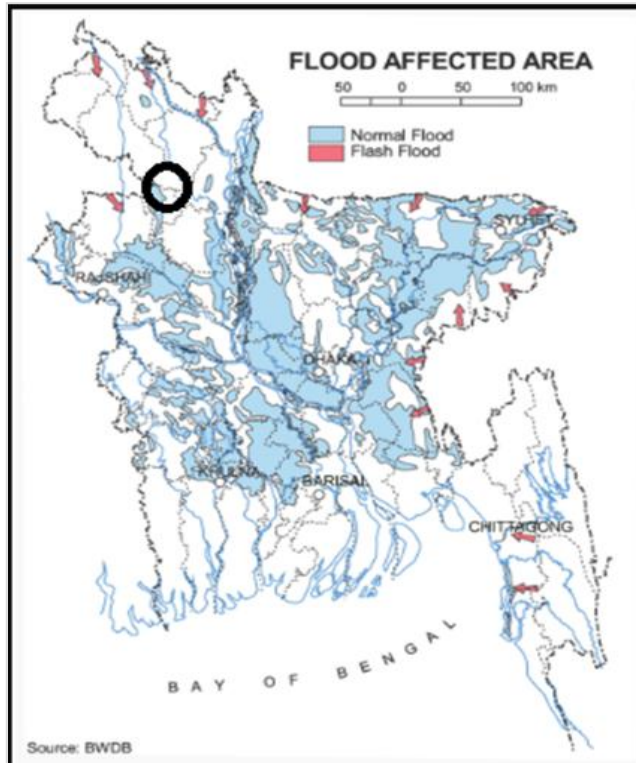 FLOOD AFFECTED AREA
50 0 50 100 km
Normal Flood
Flash Flood
SYLHET
RAJSHAHI
DHAKA
KHULNA
BARISAL
CHITTAGONG
BAY OF BENGAL
Source: BWDB